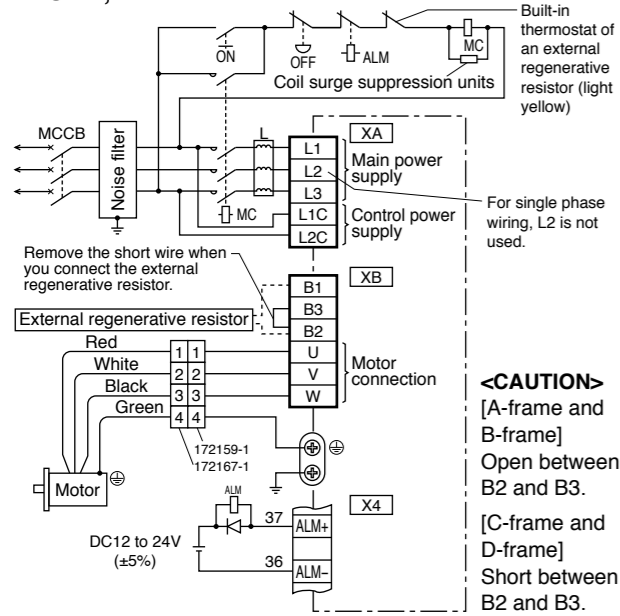 Built-in
thermostat of
an external
regenerative
resistor (light
yellow)
ON
OFF
ALM
MC
Coil surge suppression units
MCCB
Noise filter
L
MC
XA
L1
L2
L3
L1C
L2C
Main power
supply
Control power
supply
For single phase
wiring, L2 is not
used.
Remove the short wire when
you connect the external
regenerative resistor.
External regenerative resistor
XB
B1
B3
B2
U
V
W
Motor
connection
Red
White
Black
Green
1 1
2 2
3 3
4 4
172159-1
172167-1
Motor
<CAUTION>
[A-frame and
B-frame]
Open between
B2 and B3.
[C-frame and
D-frame]
Short between
B2 and B3.
ALM
DC12 to 24V
(±5%)
37
36
X4
ALM+
ALM−